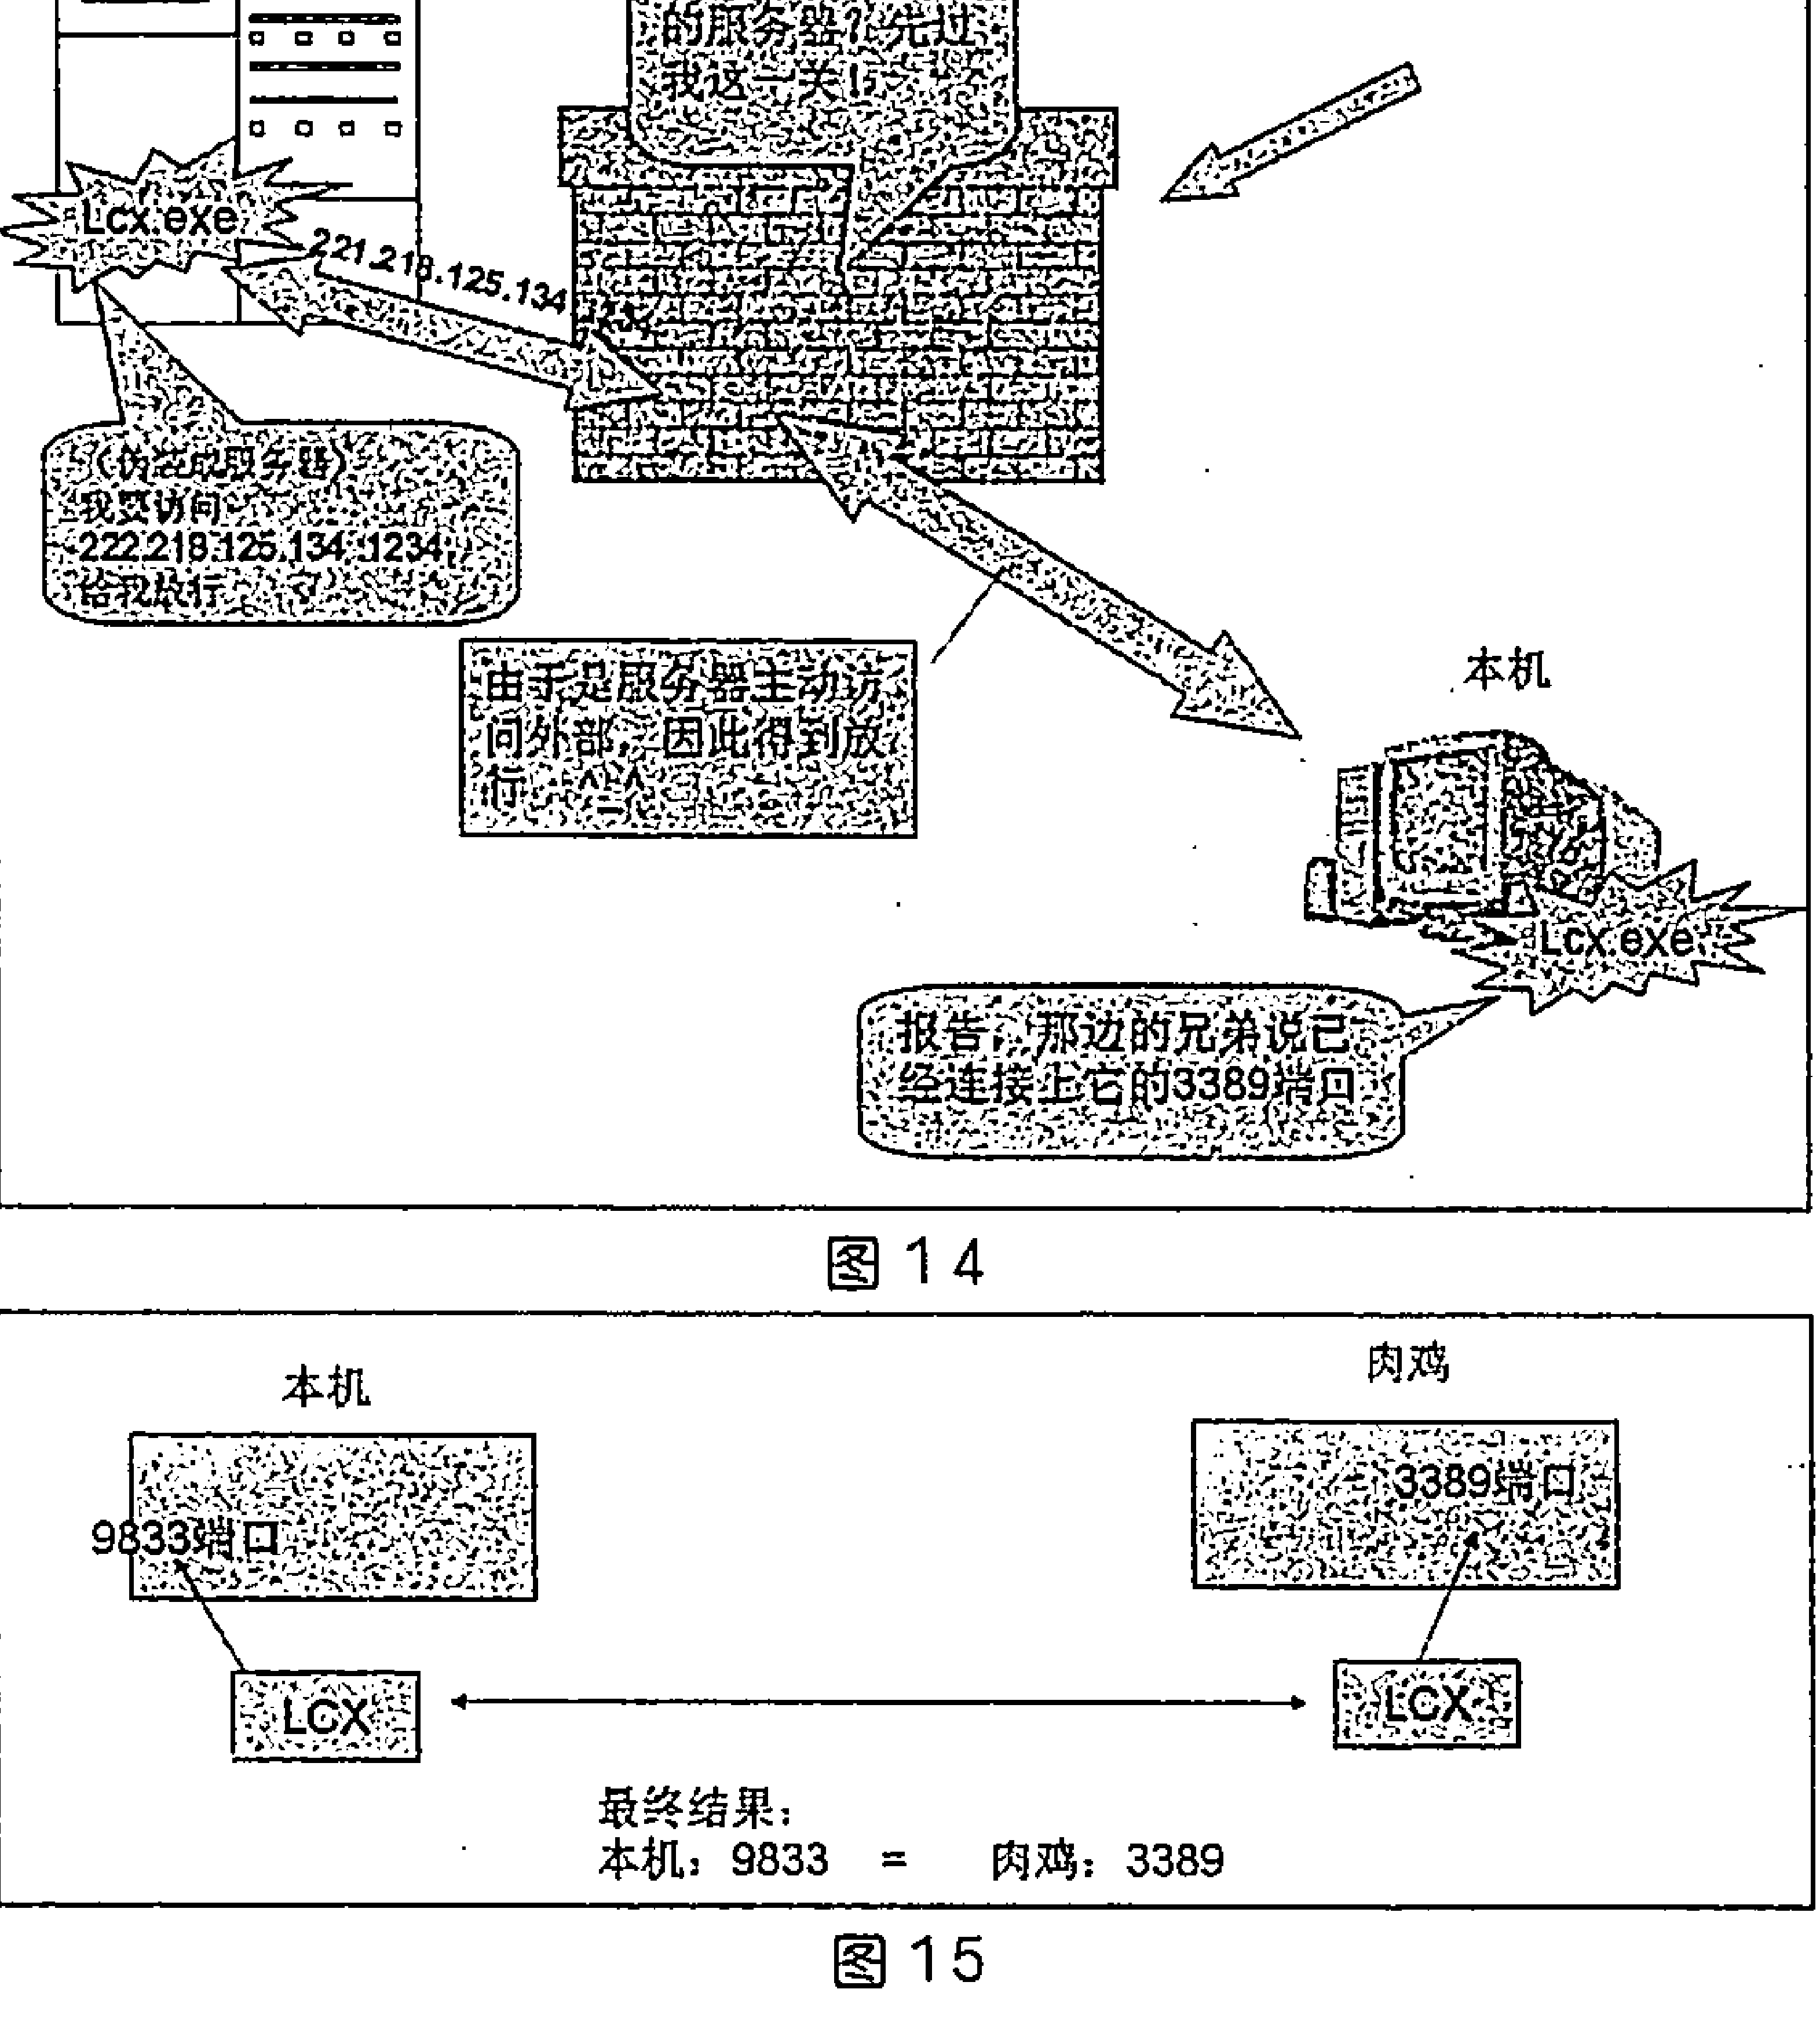 的服务器?先过
我这一关!
Lcx.exe
221.218.125.134
(伪装成服务器)
我要访问
222.218.125.134:1234,
给我放行
由于是服务器主动访
问外部,因此得到放
行 ^_^
本机
Lcx.exe
报告,那边的兄弟说已
经连接上它的3389端口
图14
本机
肉鸡
9833端口
3389端口
LCX
LCX
最终结果:
本机:9833 = 肉鸡:3389
图15